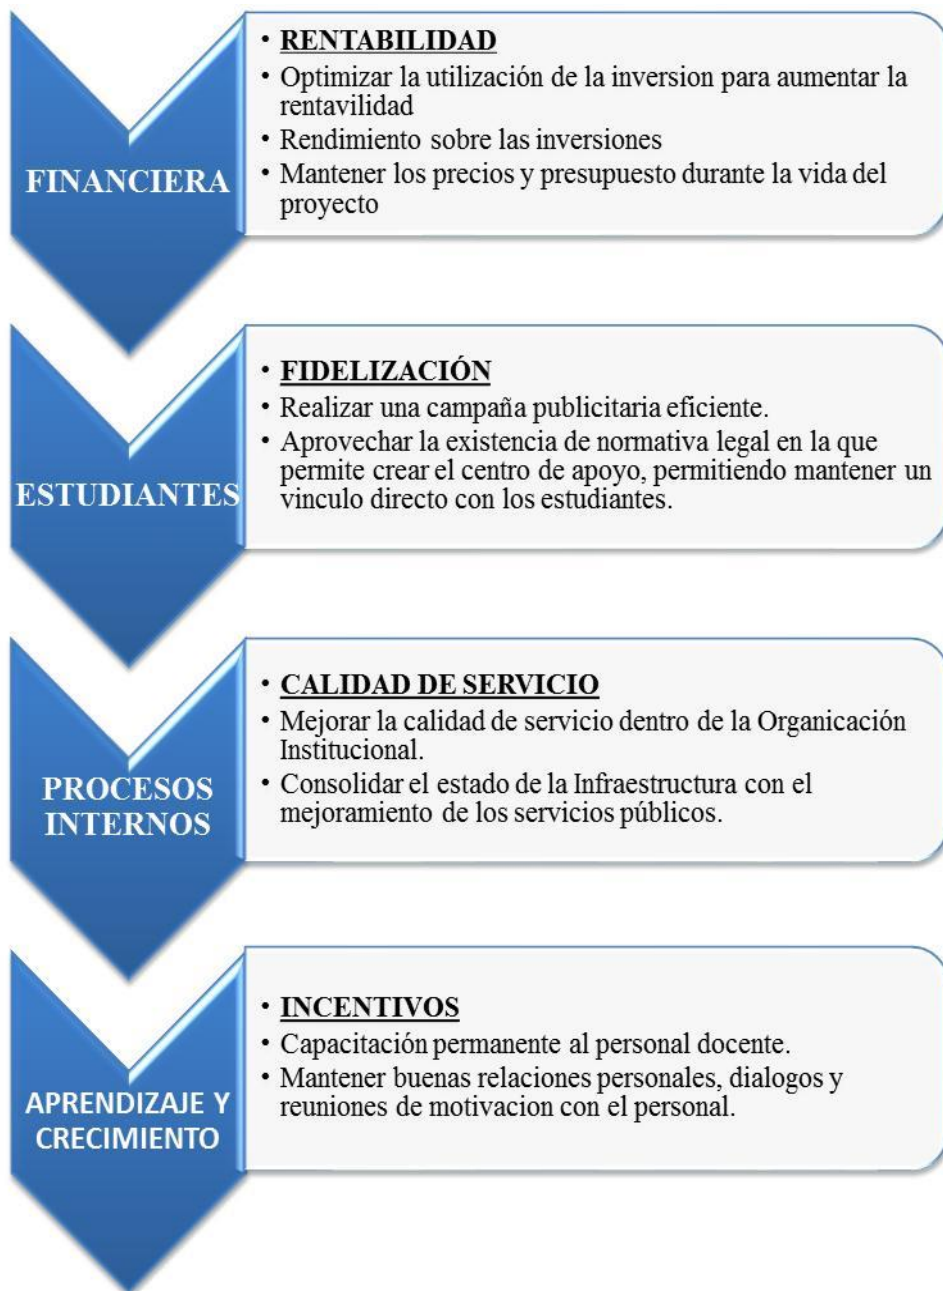 FINANCIERA
• RENTABILIDAD
• Optimizar la utilización de la inversion para aumentar la
rentavilidad
• Rendimiento sobre las inversiones
• Mantener los precios y presupuesto durante la vida del
proyecto
ESTUDIANTES
• FIDELIZACIÓN
• Realizar una campaña publicitaria eficiente.
• Aprovechar la existencia de normativa legal en la que
permite crear el centro de apoyo, permitiendo mantener un
vinculo directo con los estudiantes.
PROCESOS
INTERNOS
• CALIDAD DE SERVICIO
• Mejorar la calidad de servicio dentro de la Organicación
Institucional.
• Consolidar el estado de la Infraestructura con el
mejoramiento de los servicios públicos.
APRENDIZAJE Y
CRECIMIENTO
• INCENTIVOS
• Capacitación permanente al personal docente.
• Mantener buenas relaciones personales, dialogos y
reuniones de motivacion con el personal.